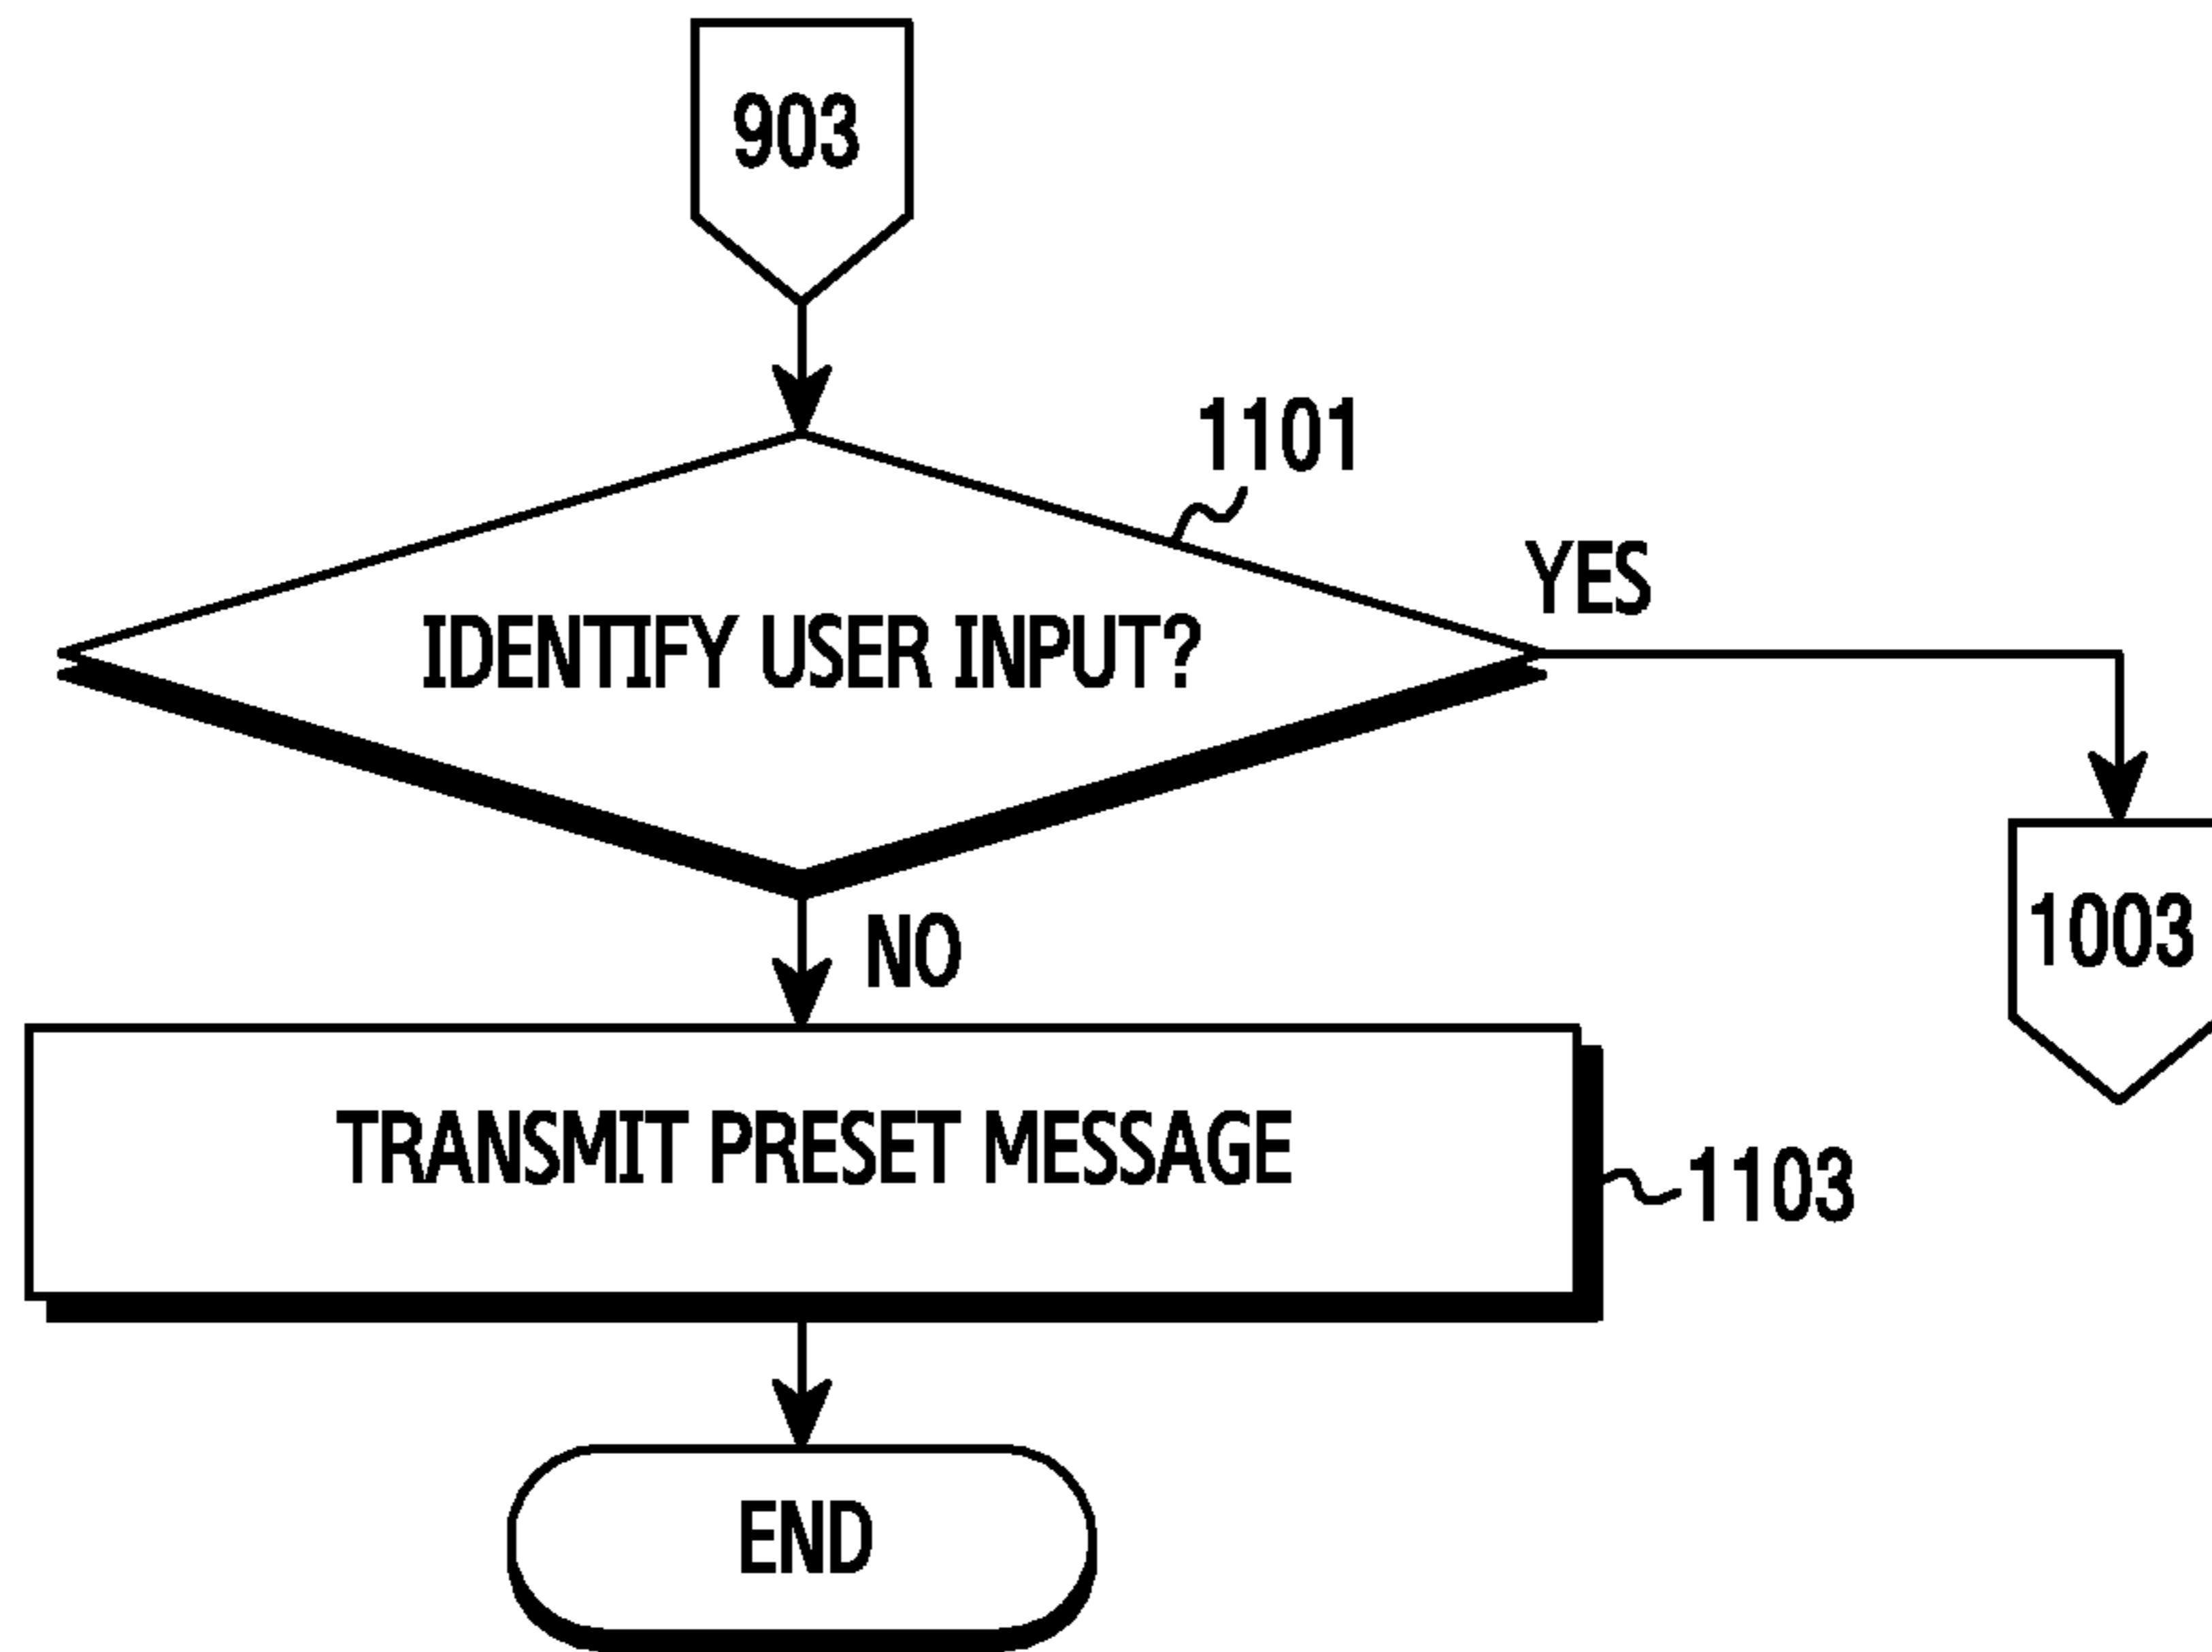 903
1101
YES
IDENTIFY USER INPUT?
1003
NO
TRANSMIT PRESET MESSAGE
1103
END